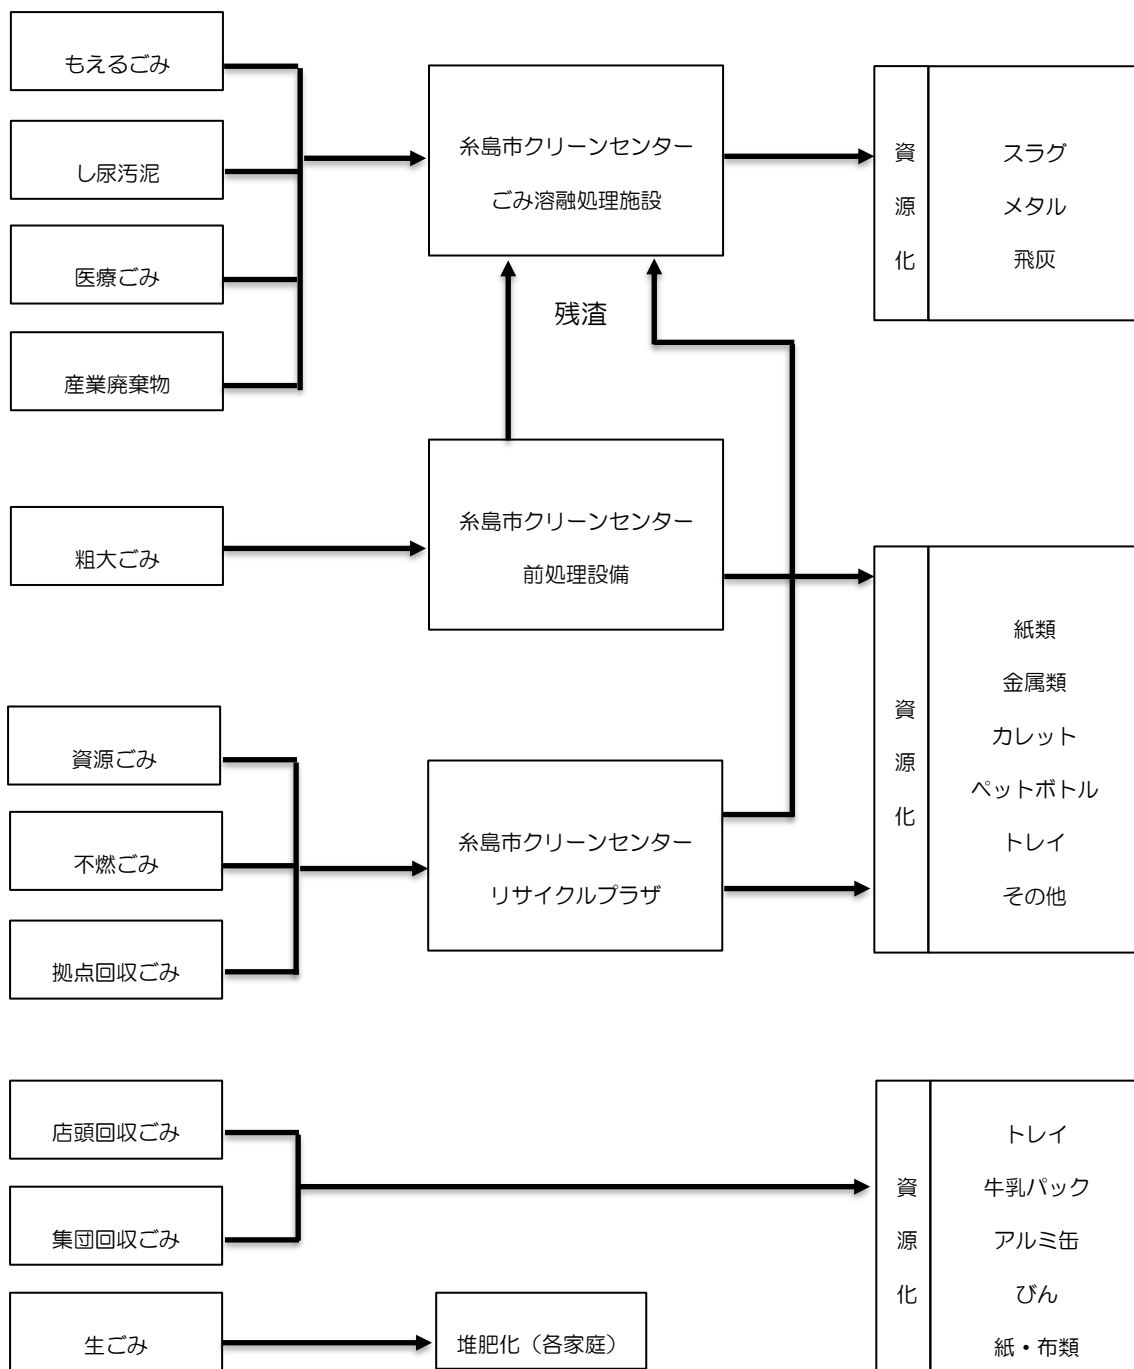 もえるごみ
し尿汚泥
医療ごみ
産業廃棄物
糸島市クリーンセンター
ごみ溶融処理施設
資
源
化
スラグ
メタル
飛灰
残渣
粗大ごみ
糸島市クリーンセンター
前処理設備
資源ごみ
不燃ごみ
拠点回収ごみ
糸島市クリーンセンター
リサイクルプラザ
資
源
化
紙類
金属類
カレット
ペットボトル
トレイ
その他
店頭回収ごみ
集団回収ごみ
資
源
化
トレイ
牛乳パック
アルミ缶
びん
紙・布類
生ごみ
堆肥化（各家庭）